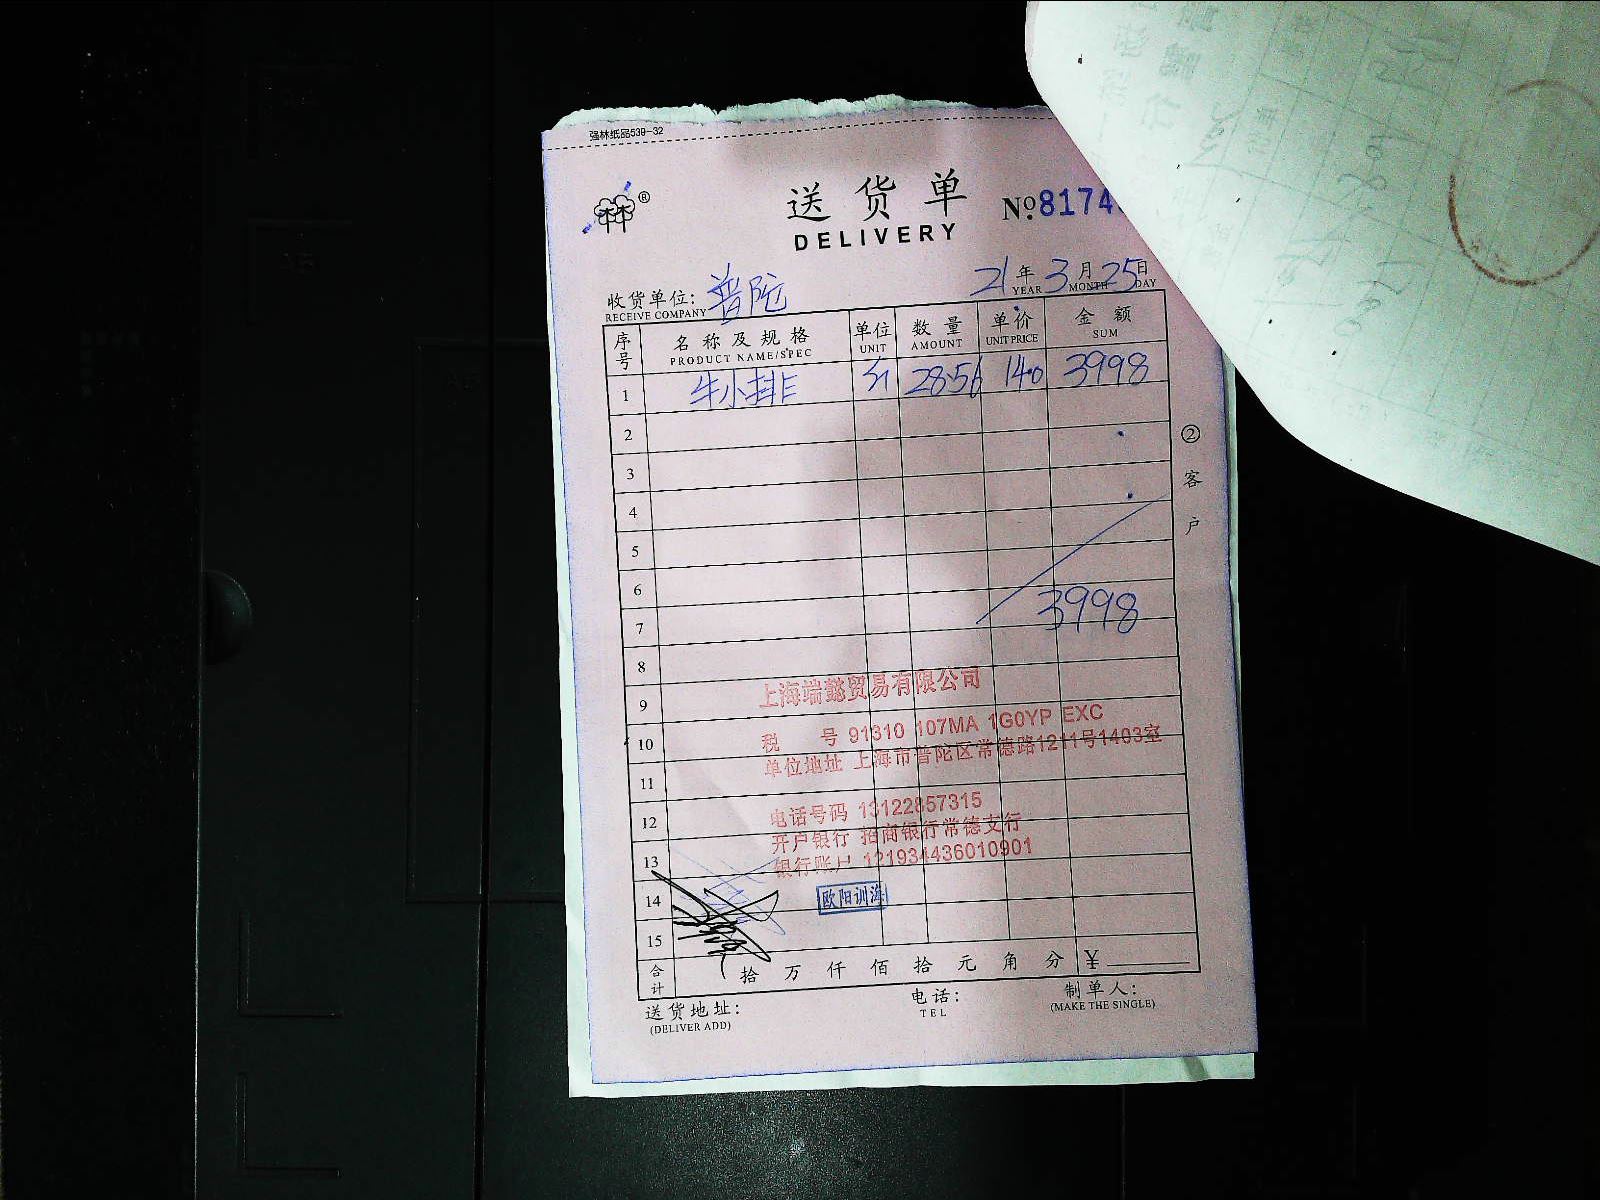 强林纸品539-32
送货单
DELIVERY
№8174
收货单位: 普陀 21年 3月 25日
RECEIVE COMPANY YEAR MONTH DAY
序号 名称及规格 单位 数量 单价 金额
PRODUCT NAME/SPEC UNIT AMOUNT UNIT PRICE SUM
1 牛小排 28.56 140 3998
2
3
4
5
6
7 3998
8
9
10
11
12
13
14
15
②客户
上海端懿贸易有限公司
税 号 91310 107MA 1G0YP EXC
单位地址 上海市普陀区常德路1211号1403室
电话号码 13122857315
开户银行 招商银行常德支行
银行账户 121934436010901
欧阳训海
合计 拾 万 仟 佰 拾 元 角 分 ¥
送货地址: 电话: 制单人:
(DELIVER ADD) TEL (MAKE THE SINGLE)